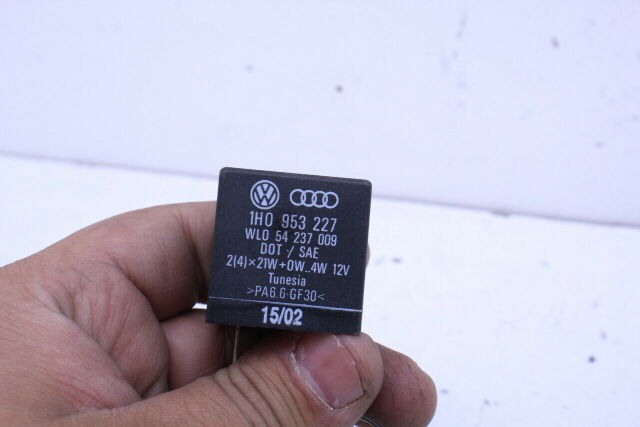 1H0 953 227
WLO 54 237 009
DOT / SAE
2(4)×21W+0W..4W 12V
Tunesia
>PA6.6-GF30<
15/02